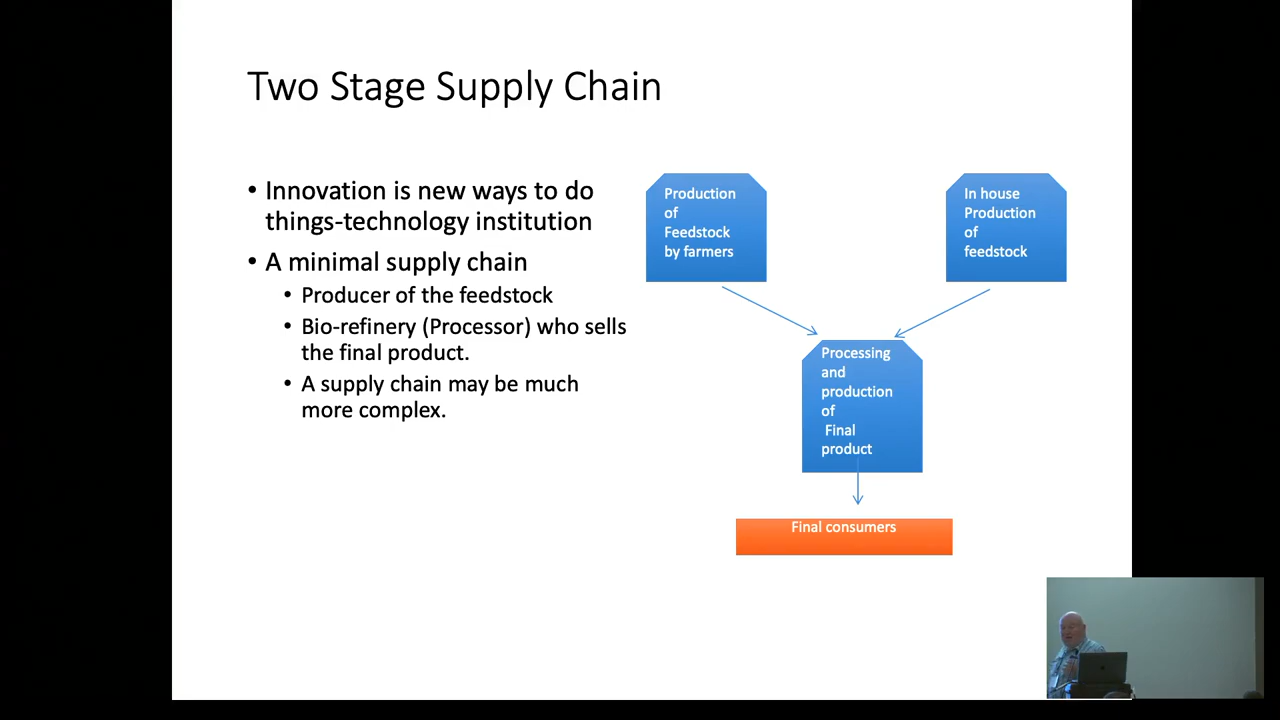 Two Stage Supply Chain
• Innovation is new ways to do
things-technology institution
• A minimal supply chain
• Producer of the feedstock
• Bio-refinery (Processor) who sells
the final product.
• A supply chain may be much
more complex.
Production
of
Feedstock
by farmers
In house
Production
of
feedstock
Processing
and
production
of
Final
product
Final consumers